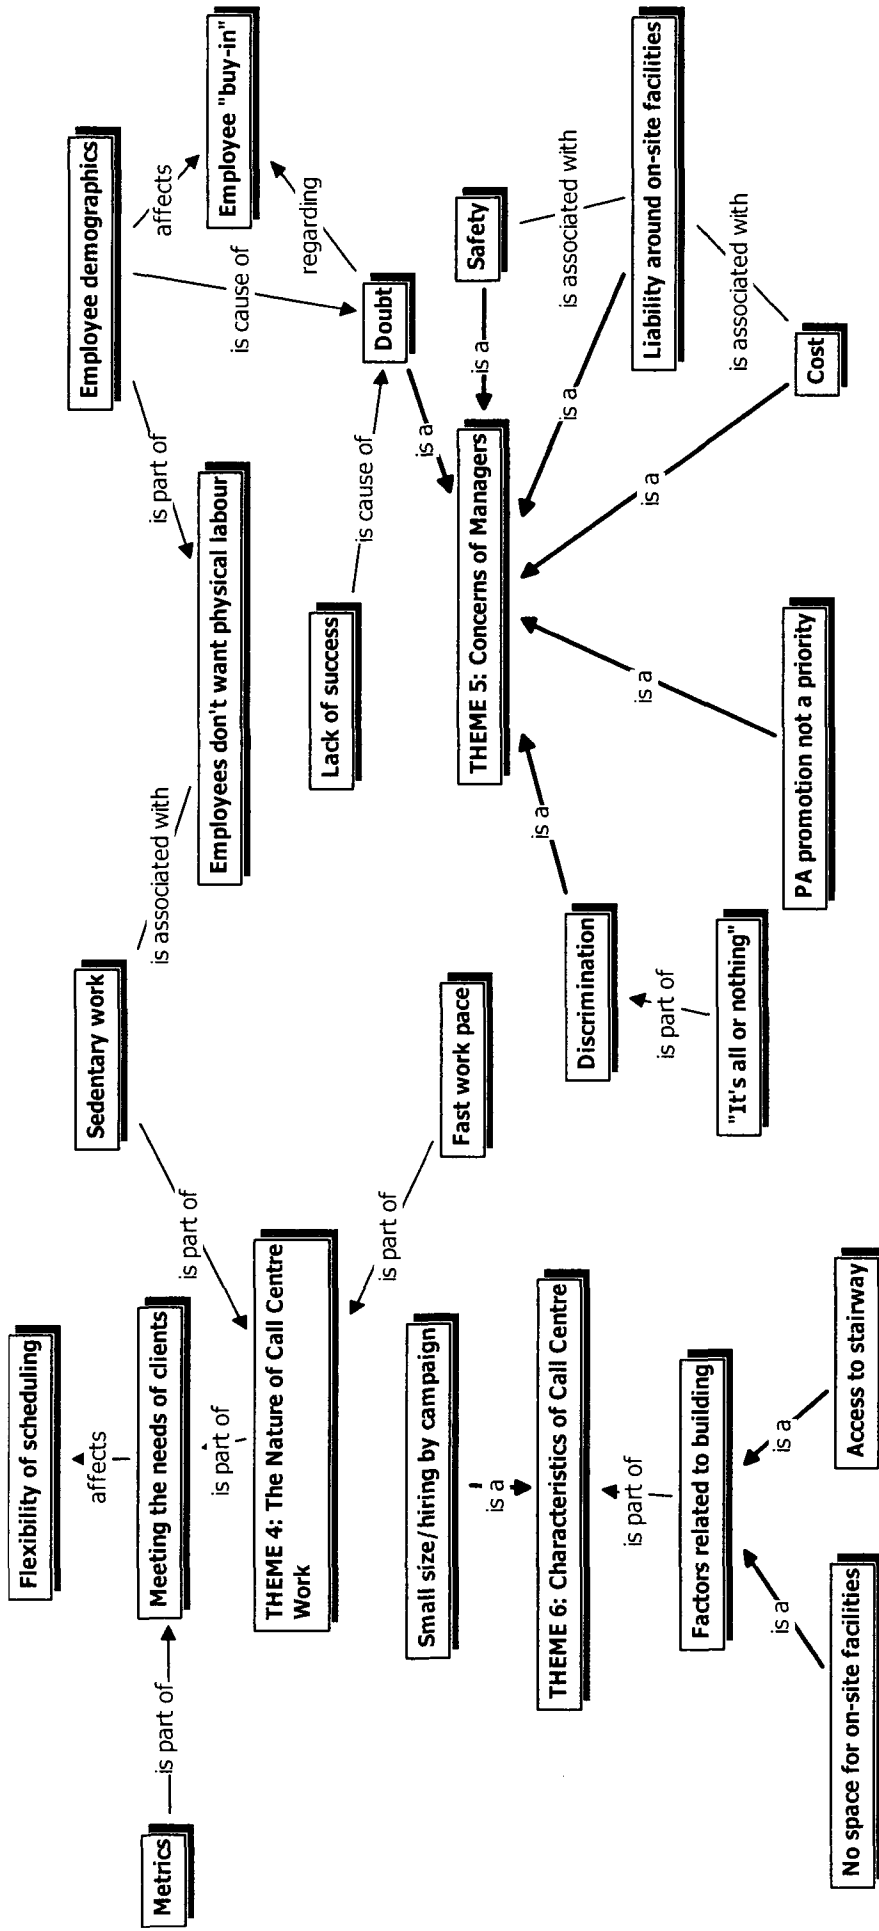 Flexibility of scheduling
affects
Sedentary work
Employee demographics
Metrics
is part of
Meeting the needs of clients
is associated with
is part of
affects
is part of
is part of
Employees don't want physical labour
Employee "buy-in"
is cause of
THEME 4: The Nature of Call Centre
Work
regarding
Lack of success
is cause of
Doubt
is part of
Small size/hiring by campaign
is a
Fast work pace
THEME 5: Concerns of Managers
is a
Safety
is a
is a
THEME 6: Characteristics of Call Centre
is a
is associated with
Discrimination
is part of
is a
is a
Liability around on-site facilities
is part of
Factors related to building
"It's all or nothing"
is associated with
is a
is a
PA promotion not a priority
Cost
No space for on-site facilities
Access to stairway